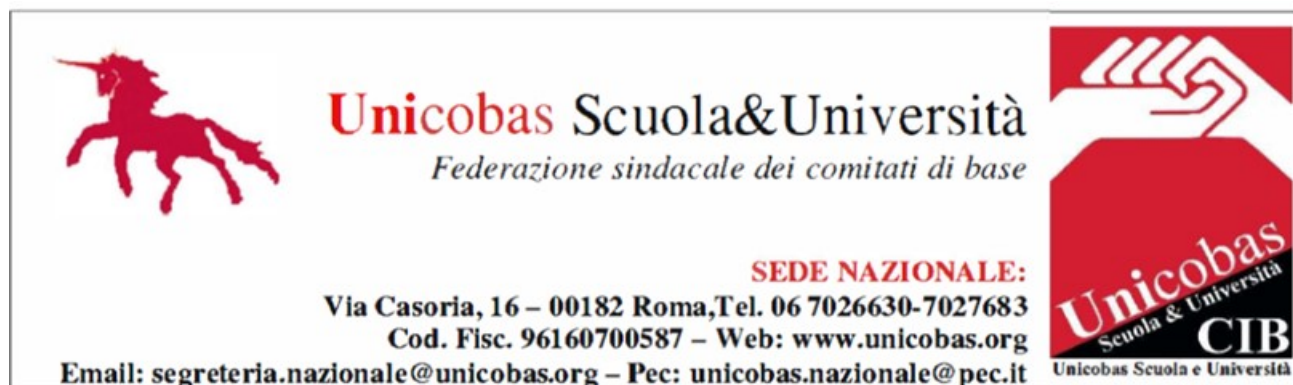 Unicobas Scuola&Università
Federazione sindacale dei comitati di base
SEDE NAZIONALE:
Via Casoria, 16 – 00182 Roma,Tel. 06 7026630-7027683
Cod. Fisc. 96160700587 – Web: www.unicobas.org
Email: segreteria.nazionale@unicobas.org – Pec: unicobas.nazionale@pec.it
Unicobas
Scuola & Università
CIB
Unicobas Scuola e Università